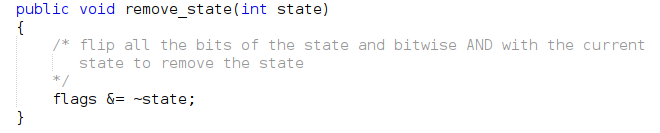 public void remove_state(int state)
{
    /* flip all the bits of the state and bitwise AND with the current
       state to remove the state
    */
    flags &= ~state;
}